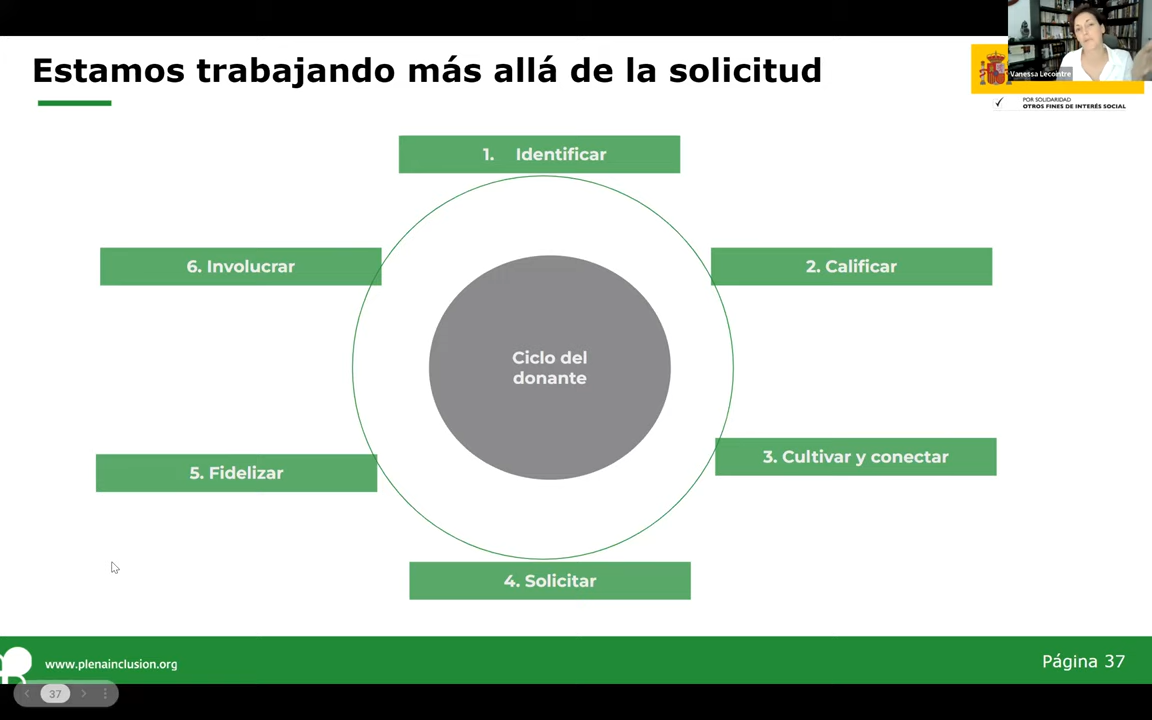 Estamos trabajando más allá de la solicitud
Vanessa Lecointre
POR SOLIDARIDAD
OTROS FINES DE INTERÉS SOCIAL
1. Identificar
6. Involucrar
2. Calificar
Ciclo del
donante
3. Cultivar y conectar
5. Fidelizar
4. Solicitar
www.plenainclusion.org
Página 37
37